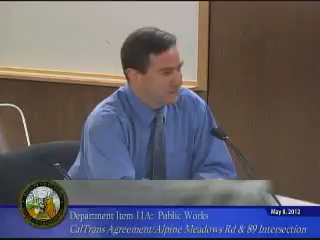 Department Item 11A: Public Works
May 8, 2012
CalTrans Agreement/Alpine Meadows Rd & 89 Intersection